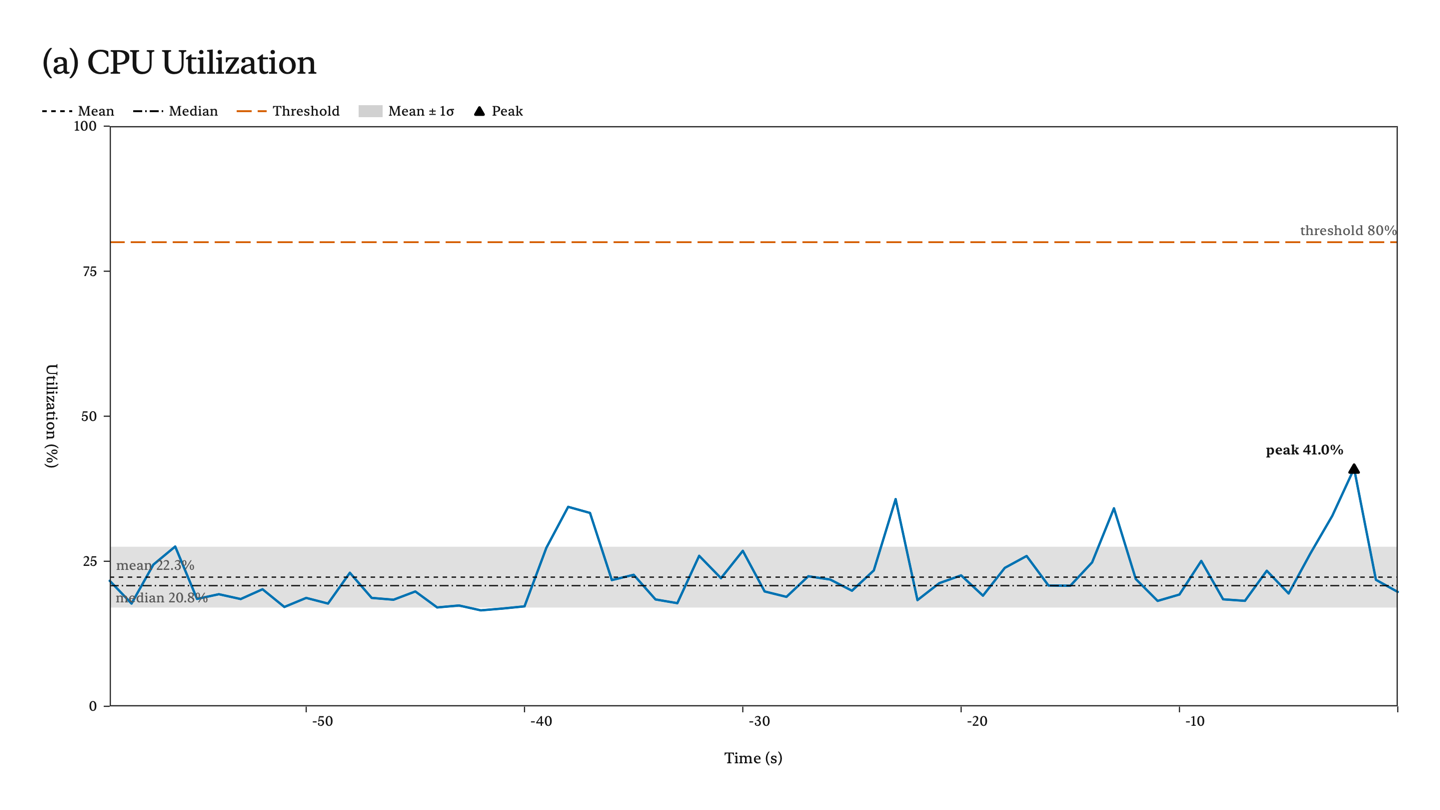 (a) CPU Utilization
Mean Median Threshold Mean ± 1σ Peak
100
threshold 80%
75
Utilization (%)
50
peak 41.0%
25
mean 22.3%
median 20.8%
0
-50 -40 -30 -20 -10
Time (s)